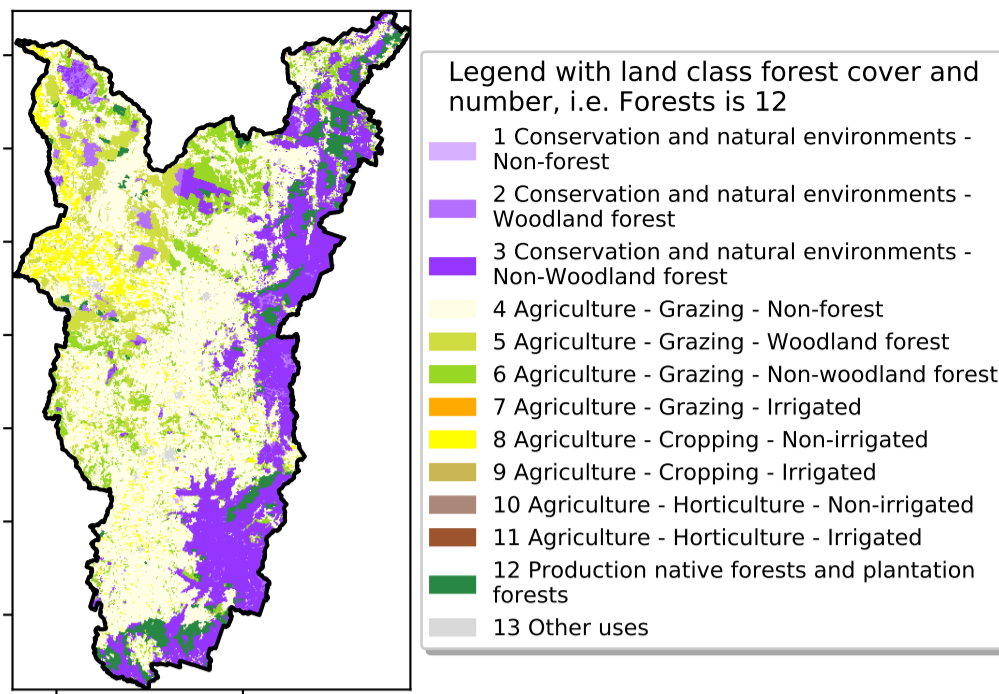 Legend with land class forest cover and
number, i.e. Forests is 12
1 Conservation and natural environments -
Non-forest
2 Conservation and natural environments -
Woodland forest
3 Conservation and natural environments -
Non-Woodland forest
4 Agriculture - Grazing - Non-forest
5 Agriculture - Grazing - Woodland forest
6 Agriculture - Grazing - Non-woodland forest
7 Agriculture - Grazing - Irrigated
8 Agriculture - Cropping - Non-irrigated
9 Agriculture - Cropping - Irrigated
10 Agriculture - Horticulture - Non-irrigated
11 Agriculture - Horticulture - Irrigated
12 Production native forests and plantation
forests
13 Other uses